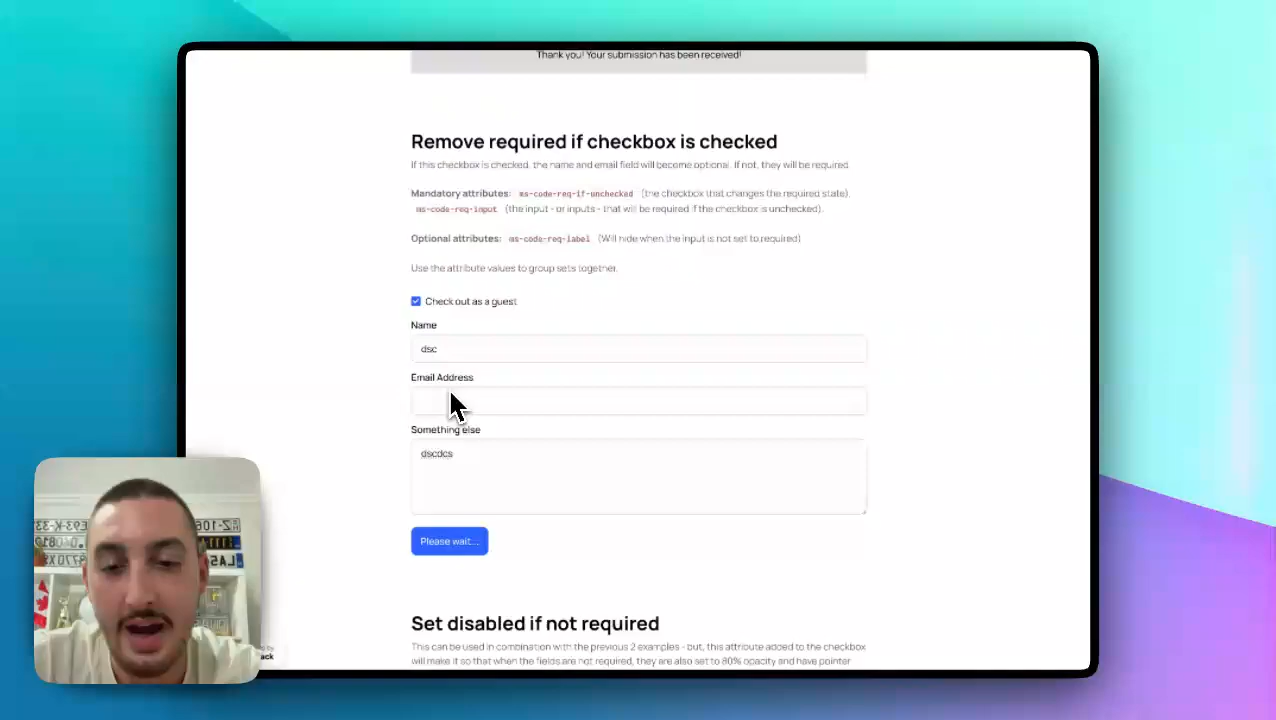 Thank you! Your submission has been received!
Remove required if checkbox is checked
If this checkbox is checked, the name and email field will become optional. If not, they will be required.
Mandatory attributes: ms-code-req-if-unchecked (the checkbox that changes the required state),
ms-code-req-input (the input - or inputs - that will be required if the checkbox is unchecked).
Optional attributes: ms-code-req-label (Will hide when the input is not set to required)
Use the attribute values to group sets together.
Check out as a guest
Name
dsc
Email Address
Something else
dscdcs
Please wait...
Set disabled if not required
This can be used in combination with the previous 2 examples - but, this attribute added to the checkbox
will make it so that when the fields are not required, they are also set to 80% opacity and have pointer